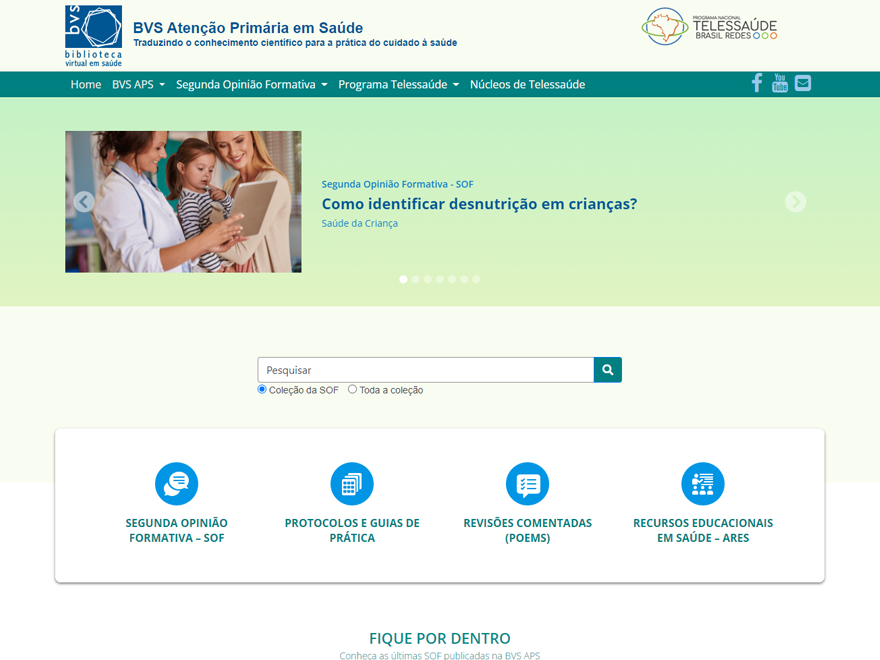 bvs
biblioteca
virtual em saúde
BVS Atenção Primária em Saúde
Traduzindo o conhecimento científico para a prática do cuidado à saúde
PROGRAMA NACIONAL
TELESSAÚDE
BRASIL REDES
Home BVS APS Segunda Opinião Formativa Programa Telessaúde Núcleos de Telessaúde
You
Tube
Segunda Opinião Formativa - SOF
Como identificar desnutrição em crianças?
Saúde da Criança
Pesquisar
Coleção da SOF Toda a coleção
SEGUNDA OPINIÃO
FORMATIVA – SOF
PROTOCOLOS E GUIAS DE
PRÁTICA
REVISÕES COMENTADAS
(POEMS)
RECURSOS EDUCACIONAIS
EM SAÚDE – ARES
FIQUE POR DENTRO
Conheça as últimas SOF publicadas na BVS APS